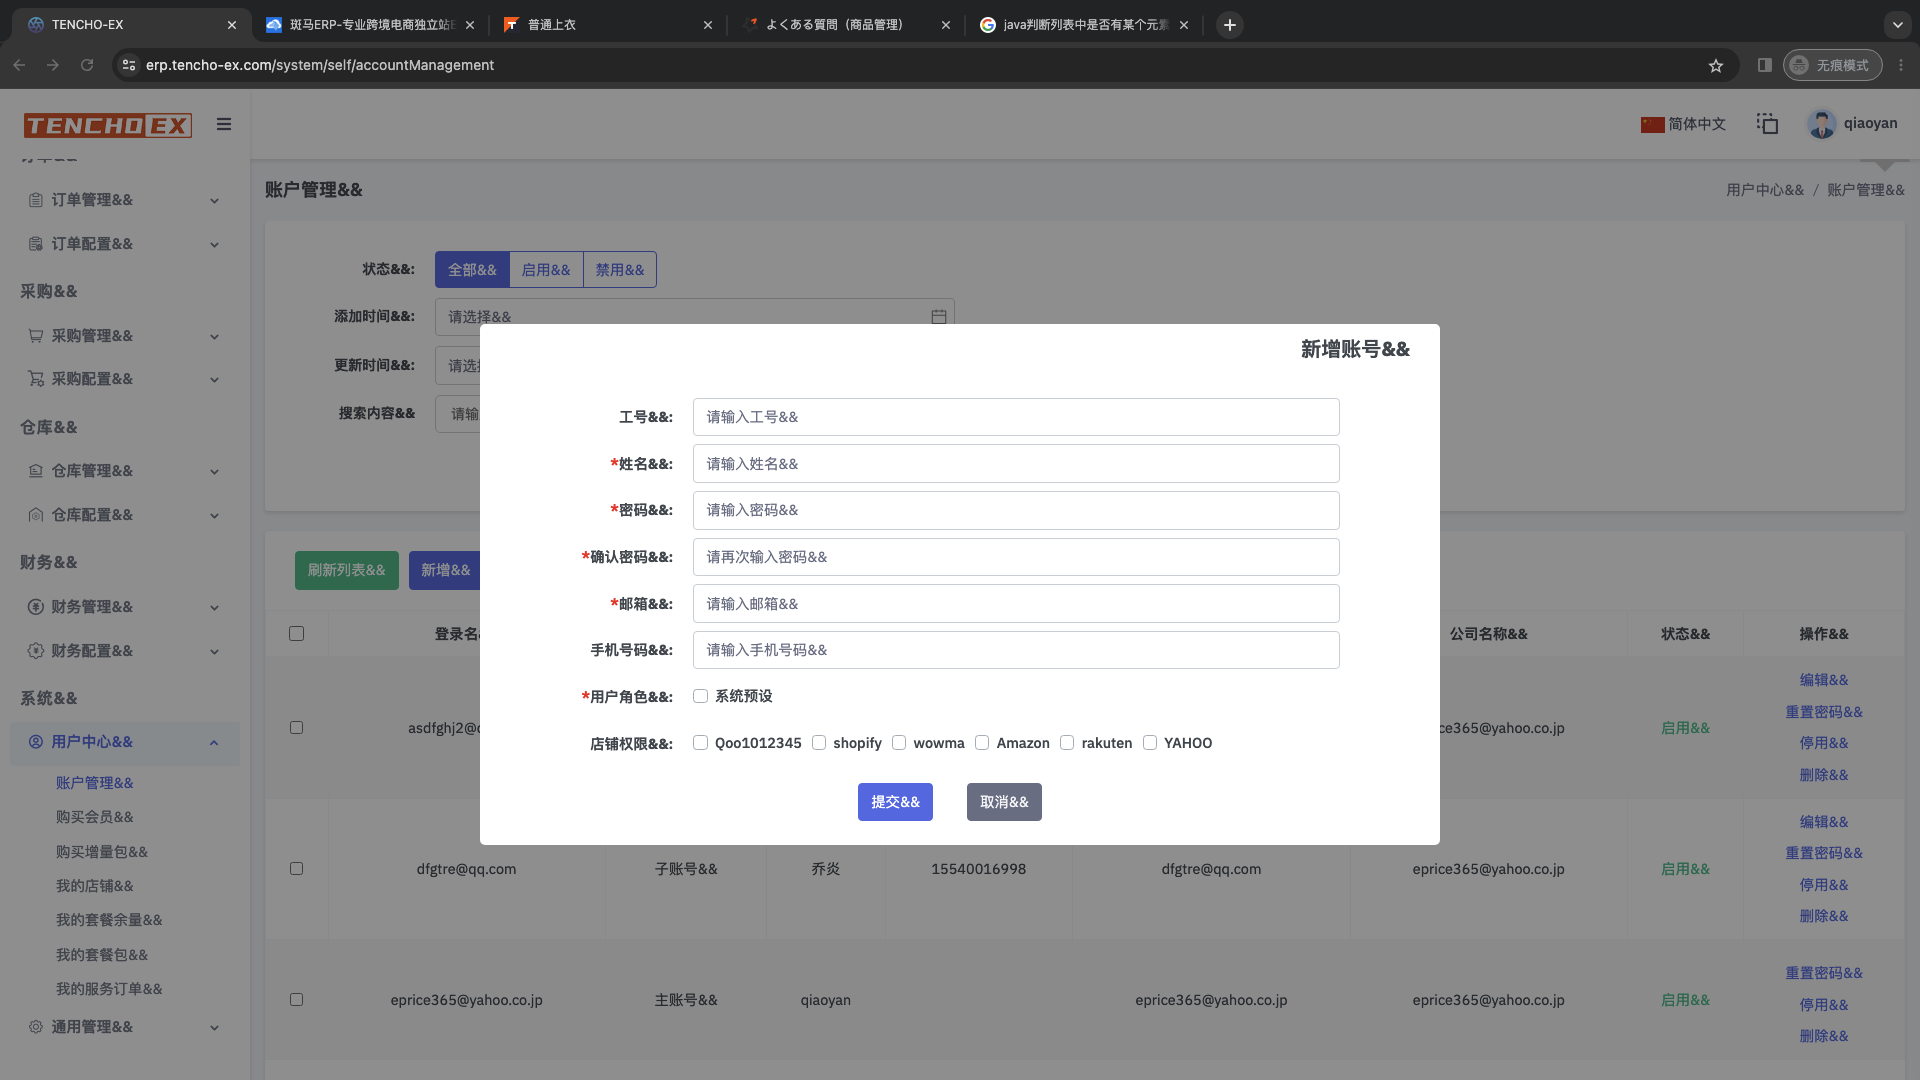 TENCHO-EX
斑马ERP-专业跨境电商独立站E
普通上衣
よくある質問（商品管理）
java判断列表中是否有某个元素
erp.tencho-ex.com/system/self/accountManagement
无痕模式
TENCHO EX
简体中文
qiaoyan
订单管理&&
订单配置&&
采购&&
采购管理&&
采购配置&&
仓库&&
仓库管理&&
仓库配置&&
财务&&
财务管理&&
财务配置&&
系统&&
用户中心&&
账户管理&&
购买会员&&
购买增量包&&
我的店铺&&
我的套餐余量&&
我的套餐包&&
我的服务订单&&
通用管理&&
账户管理&&
用户中心&& / 账户管理&&
状态&&: 全部&& 启用&& 禁用&&
添加时间&&: 请选择&&
更新时间&&: 请选
搜索内容&& 请输
刷新列表&& 新增&&
新增账号&&
工号&&: 请输入工号&&
*姓名&&: 请输入姓名&&
*密码&&: 请输入密码&&
*确认密码&&: 请再次输入密码&&
*邮箱&&: 请输入邮箱&&
手机号码&&: 请输入手机号码&&
*用户角色&&: 系统预设
店铺权限&&: Qoo1012345 shopify wowma Amazon rakuten YAHOO
提交&& 取消&&
登录名 公司名称&& 状态&& 操作&&
asdfghj2@ ce365@yahoo.co.jp 启用&&
编辑&&
重置密码&&
停用&&
删除&&
dfgtre@qq.com 子账号&& 乔炎 15540016998 dfgtre@qq.com eprice365@yahoo.co.jp 启用&&
编辑&&
重置密码&&
停用&&
删除&&
eprice365@yahoo.co.jp 主账号&& qiaoyan eprice365@yahoo.co.jp eprice365@yahoo.co.jp 启用&&
重置密码&&
停用&&
删除&&